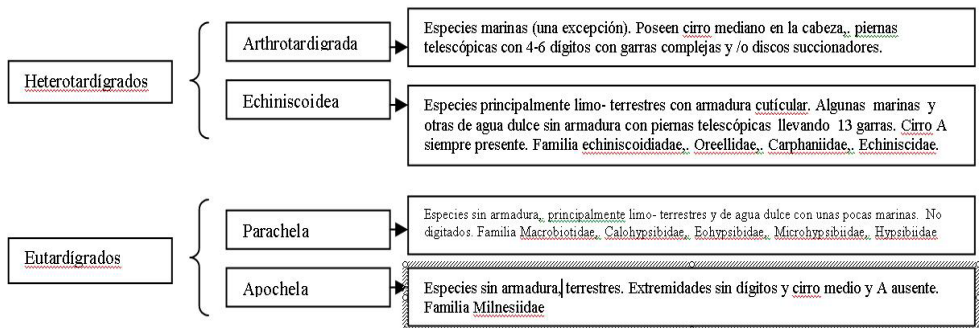 Heterotardígrados
Arthrotardigrada
Especies marinas (una excepción). Poseen cirro mediano en la cabeza,. piernas
telescópicas con 4-6 dígitos con garras complejas y /o discos succionadores.
Echiniscoidea
Especies principalmente limo- terrestres con armadura cutícular. Algunas marinas y
otras de agua dulce sin armadura con piernas telescópicas llevando 13 garras. Cirro A
siempre presente. Familia echiniscoidiadae,. Oreellidae,. Carphaniidae,. Echiniscidae.
Eutardígrados
Parachela
Especies sin armadura,. principalmente limo- terrestres y de agua dulce con unas pocas marinas. No
digitados. Familia Macrobiotidae,. Calohypsibidae,. Eohypsibidae,. Microhypsibiidae,. Hypsibiidae
Apochela
Especies sin armadura, terrestres. Extremidades sin dígitos y cirro medio y A ausente.
Familia Milnesiidae